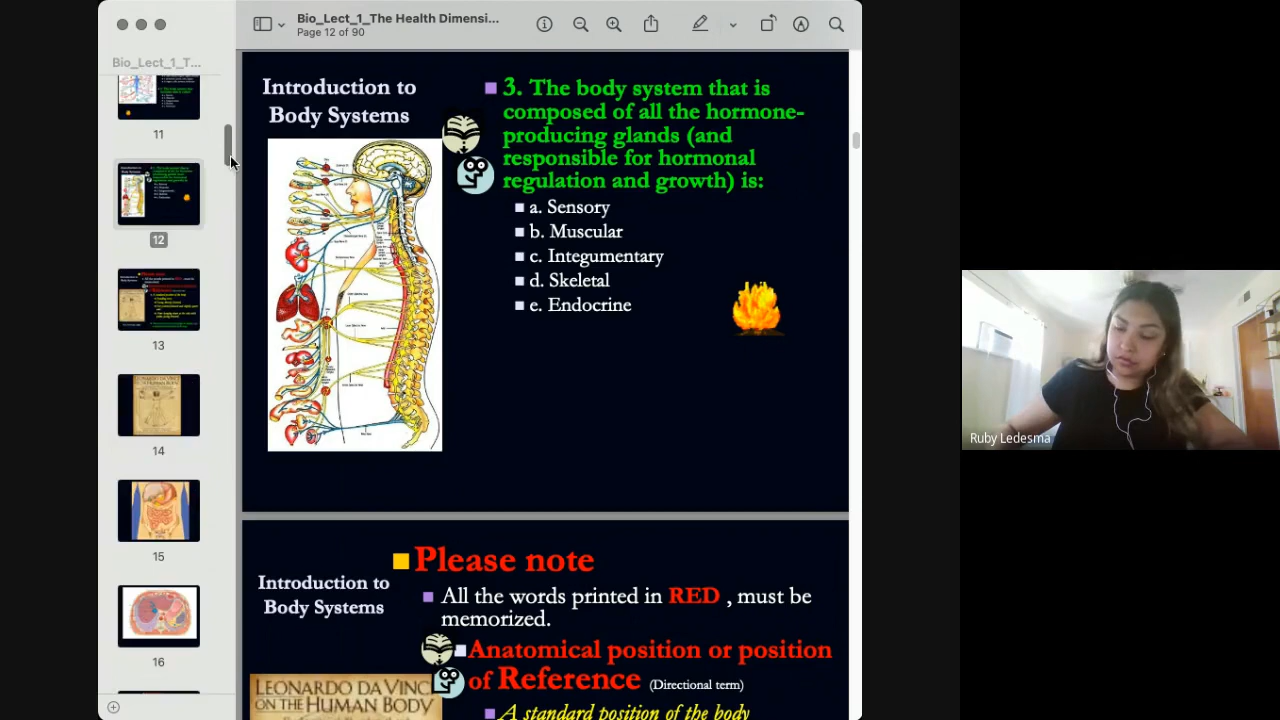 Bio_Lect_1_The Health Dimensi...
Page 12 of 90
Bio_Lect_1_T...
11
12
13
14
15
16
Introduction to
Body Systems
3. The body system that is
composed of all the hormone-
producing glands (and
responsible for hormonal
regulation and growth) is:
a. Sensory
b. Muscular
c. Integumentary
d. Skeletal
e. Endocrine
Introduction to
Body Systems
Please note
All the words printed in RED , must be
memorized.
Anatomical position or position
of Reference (Directional term)
A standard position of the body
LEONARDO DA VINCI
ON THE HUMAN BODY
Ruby Ledesma